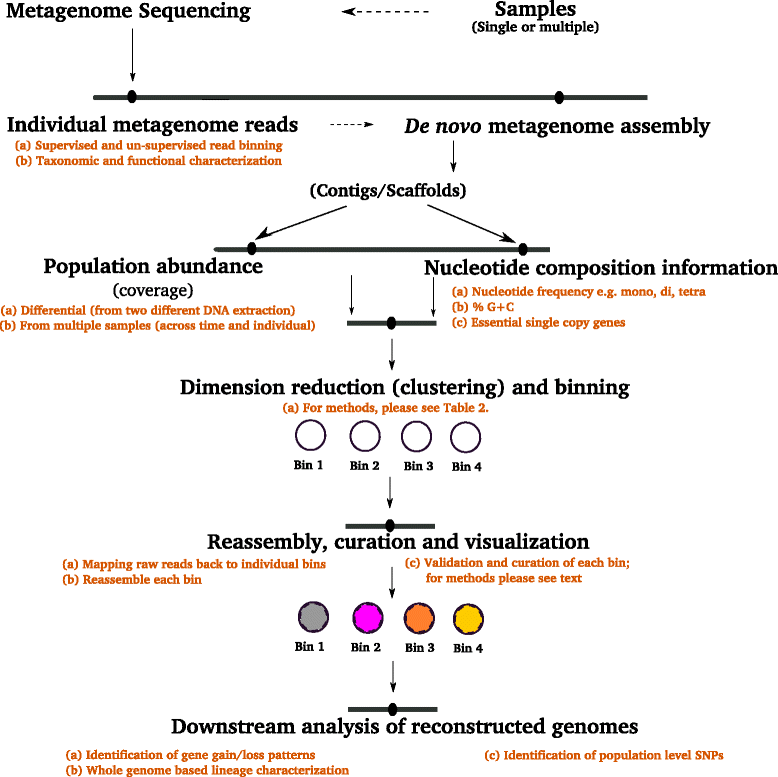 Metagenome Sequencing
Samples
(Single or multiple)
Individual metagenome reads
De novo metagenome assembly
(a) Supervised and un-supervised read binning
(b) Taxonomic and functional characterization
(Contigs/Scaffolds)
Population abundance
(coverage)
(a) Differential (from two different DNA extraction)
(b) From multiple samples (across time and individual)
Nucleotide composition information
(a) Nucleotide frequency e.g. mono, di, tetra
(b) % G+C
(c) Essential single copy genes
Dimension reduction (clustering) and binning
(a) For methods, please see Table 2.
Bin 1 Bin 2 Bin 3 Bin 4
Reassembly, curation and visualization
(a) Mapping raw reads back to individual bins
(b) Reassemble each bin
(c) Validation and curation of each bin;
for methods please see text
Bin 1 Bin 2 Bin 3 Bin 4
Downstream analysis of reconstructed genomes
(a) Identification of gene gain/loss patterns
(b) Whole genome based lineage characterization
(c) Identification of population level SNPs